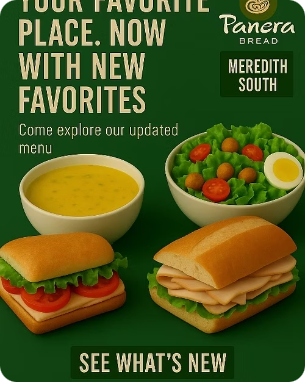 YOUR FAVORITE
PLACE. NOW
WITH NEW
FAVORITES
Come explore our updated
menu
Panera
BREAD
MEREDITH
SOUTH
SEE WHAT'S NEW